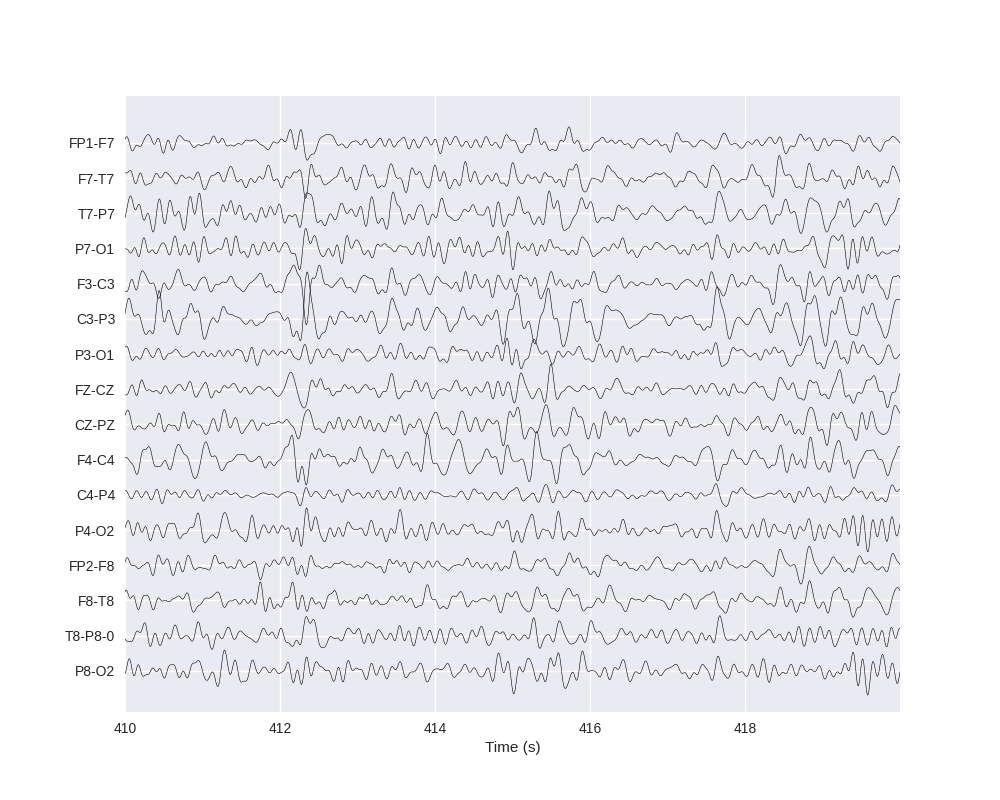 FP1-F7
F7-T7
T7-P7
P7-O1
F3-C3
C3-P3
P3-O1
FZ-CZ
CZ-PZ
F4-C4
C4-P4
P4-O2
FP2-F8
F8-T8
T8-P8-0
P8-O2
410 412 414 416 418
Time (s)